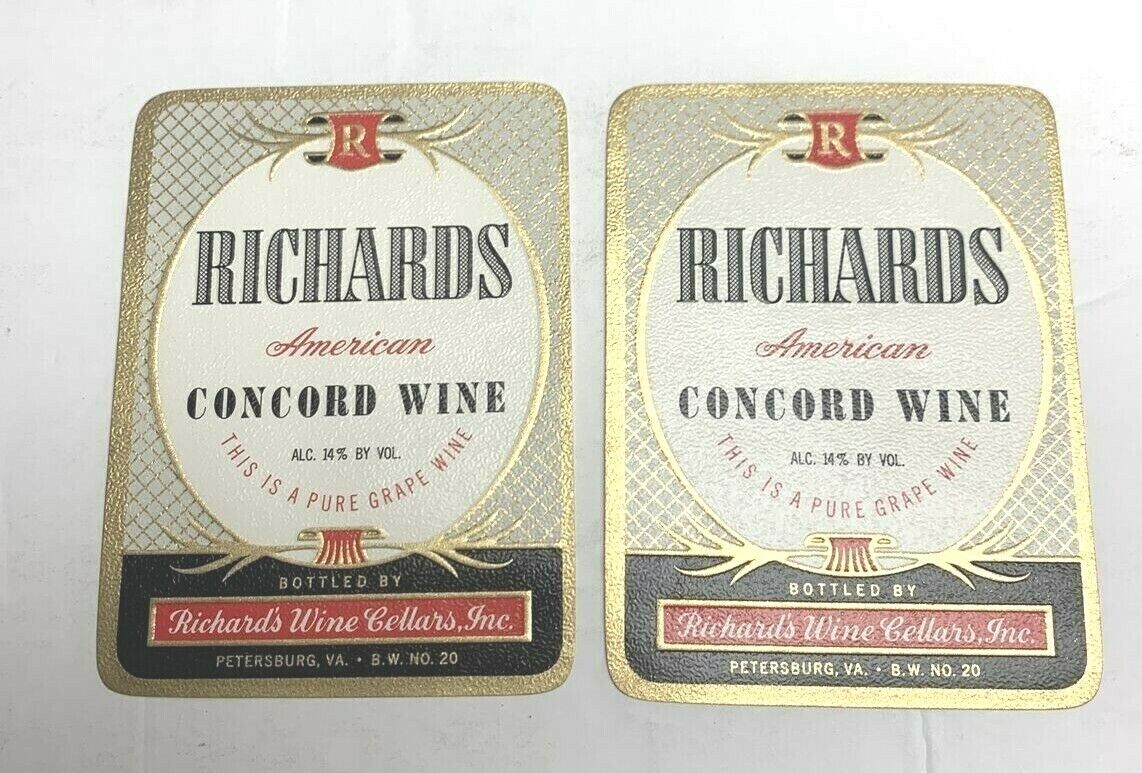 R
RICHARDS
American
CONCORD WINE
ALC. 14% BY VOL.
THIS IS A PURE GRAPE WINE
BOTTLED BY
Richard's Wine Cellars, Inc.
PETERSBURG, VA. • B.W. NO. 20
R
RICHARDS
American
CONCORD WINE
ALC. 14% BY VOL.
THIS IS A PURE GRAPE WINE
BOTTLED BY
Richard's Wine Cellars, Inc.
PETERSBURG, VA. • B.W. NO. 20